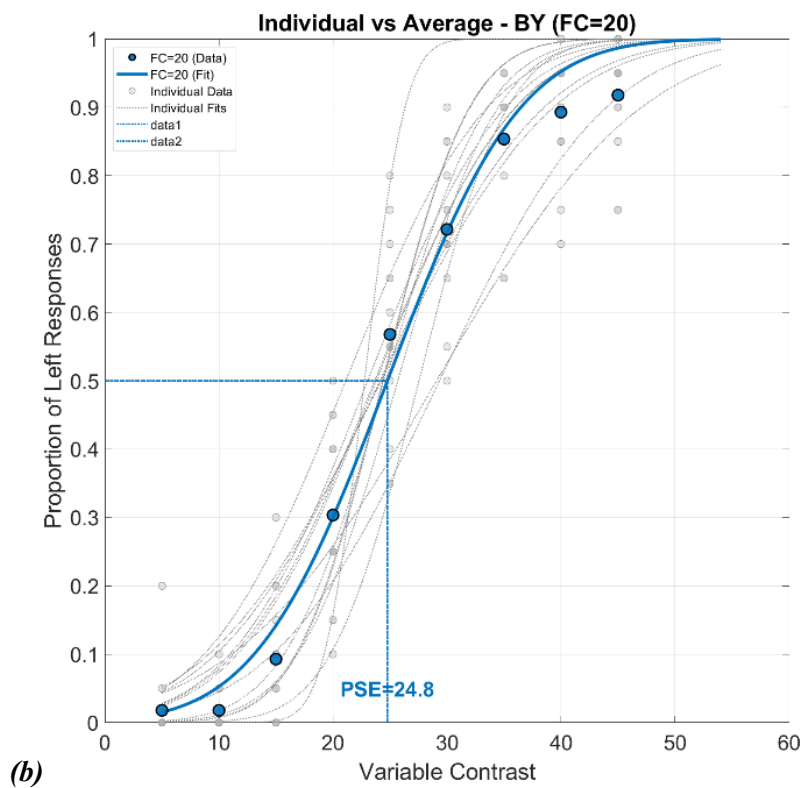 Individual vs Average - BY (FC=20)
FC=20 (Data)
FC=20 (Fit)
Individual Data
Individual Fits
data1
data2
1
0.9
0.8
0.7
0.6
0.5
0.4
0.3
0.2
0.1
0
Proportion of Left Responses
PSE=24.8
0 10 20 30 40 50 60
Variable Contrast
(b)